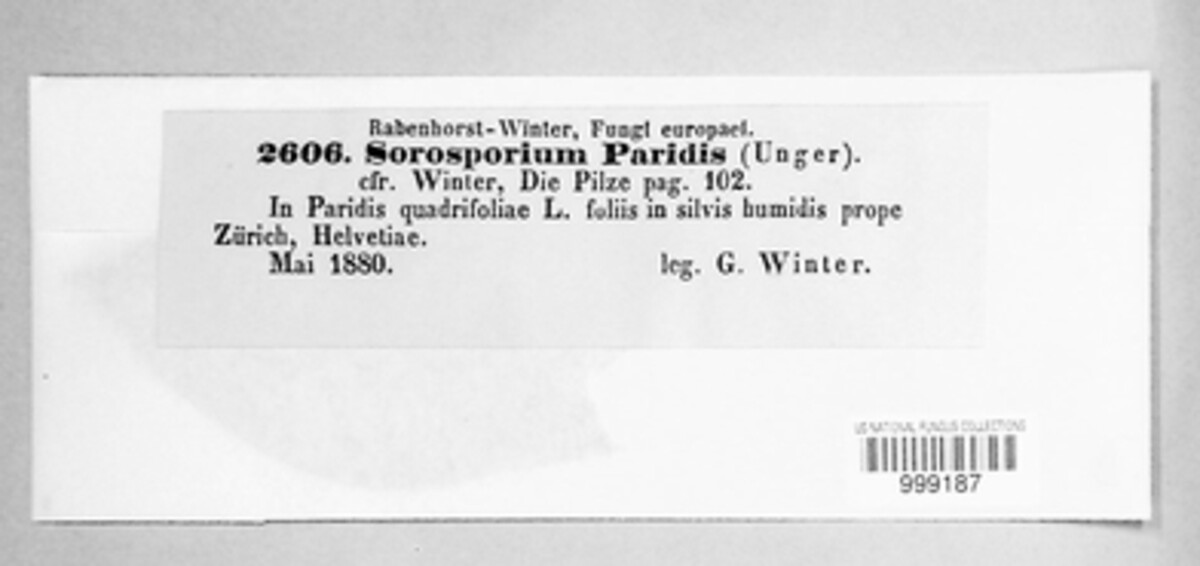 Rabenhorst-Winter, Fungi europaei.
2606. Sorosporium Paridis (Unger).
cfr. Winter, Die Pilze pag. 102.
In Paridis quadrifoliae L. foliis in silvis humidis prope
Zürich, Helvetiae.
Mai 1880. leg. G. Winter.
US NATIONAL FUNGUS COLLECTIONS
999187